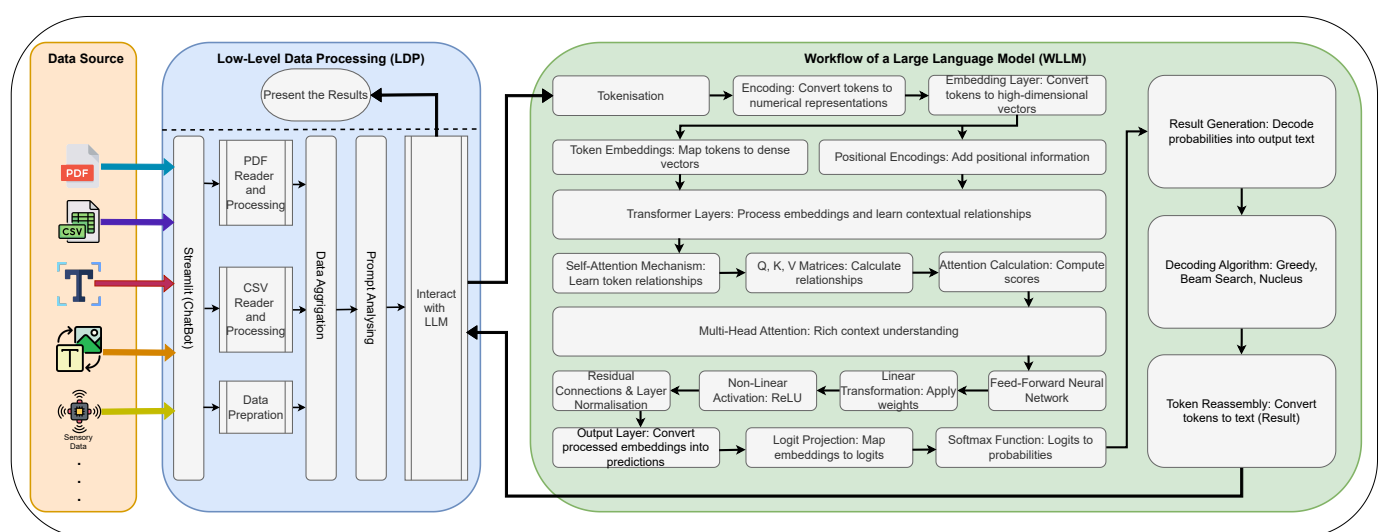 Data Source
PDF
CSV
T
T
Sensory
Data
.
.
.
Low-Level Data Processing (LDP)
Present the Results
Streamlit (ChatBot)
PDF
Reader
and
Processing
CSV
Reader
and
Processing
Data
Prepration
Data Aggrigation
Prompt Analysing
Interact
with
LLM
Workflow of a Large Language Model (WLLM)
Tokenisation
Encoding: Convert tokens to
numerical representations
Embedding Layer: Convert
tokens to high-dimensional
vectors
Token Embeddings: Map tokens to dense
vectors
Positional Encodings: Add positional information
Transformer Layers: Process embeddings and learn contextual relationships
Self-Attention Mechanism:
Learn token relationships
Q, K, V Matrices: Calculate
relationships
Attention Calculation: Compute
scores
Multi-Head Attention: Rich context understanding
Residual
Connections & Layer
Normalisation
Non-Linear
Activation: ReLU
Linear
Transformation: Apply
weights
Feed-Forward Neural
Network
Output Layer: Convert
processed embeddings into
predictions
Logit Projection: Map
embeddings to logits
Softmax Function: Logits to
probabilities
Result Generation: Decode
probabilities into output text
Decoding Algorithm: Greedy,
Beam Search, Nucleus
Token Reassembly: Convert
tokens to text (Result)